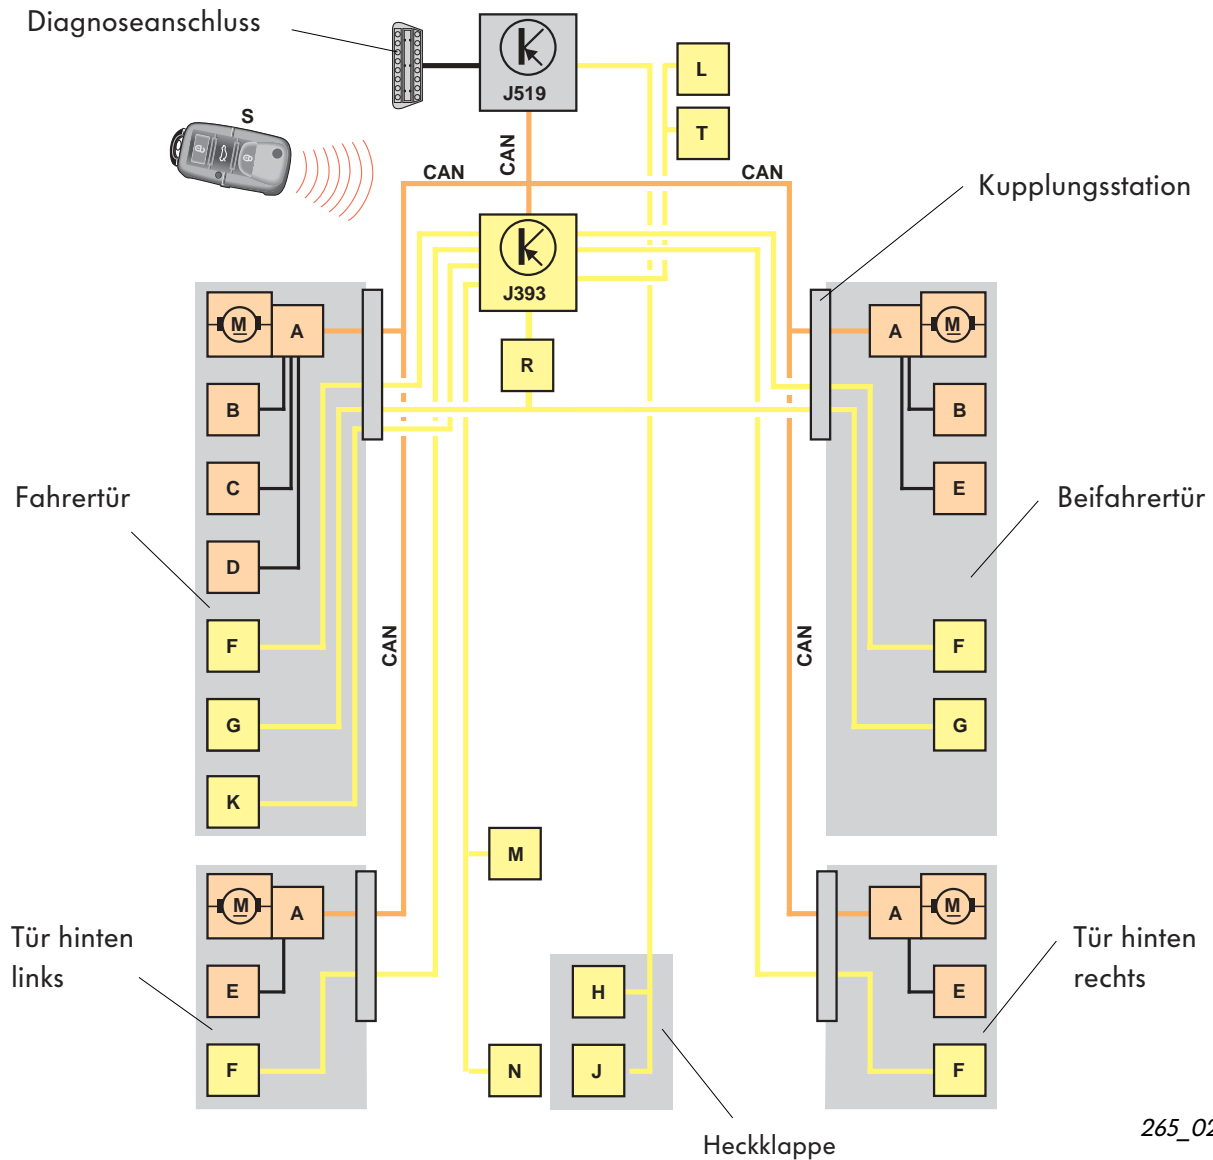 Diagnoseanschluss
J519
L
T
S
CAN
CAN
CAN
Kupplungsstation
J393
M
A
A
M
R
B
B
Fahrertür
C
E
Beifahrertür
D
F
CAN
CAN
F
G
G
K
M
M
A
A
M
Tür hinten
links
E
H
E
Tür hinten
rechts
F
N
J
F
Heckklappe
265_02